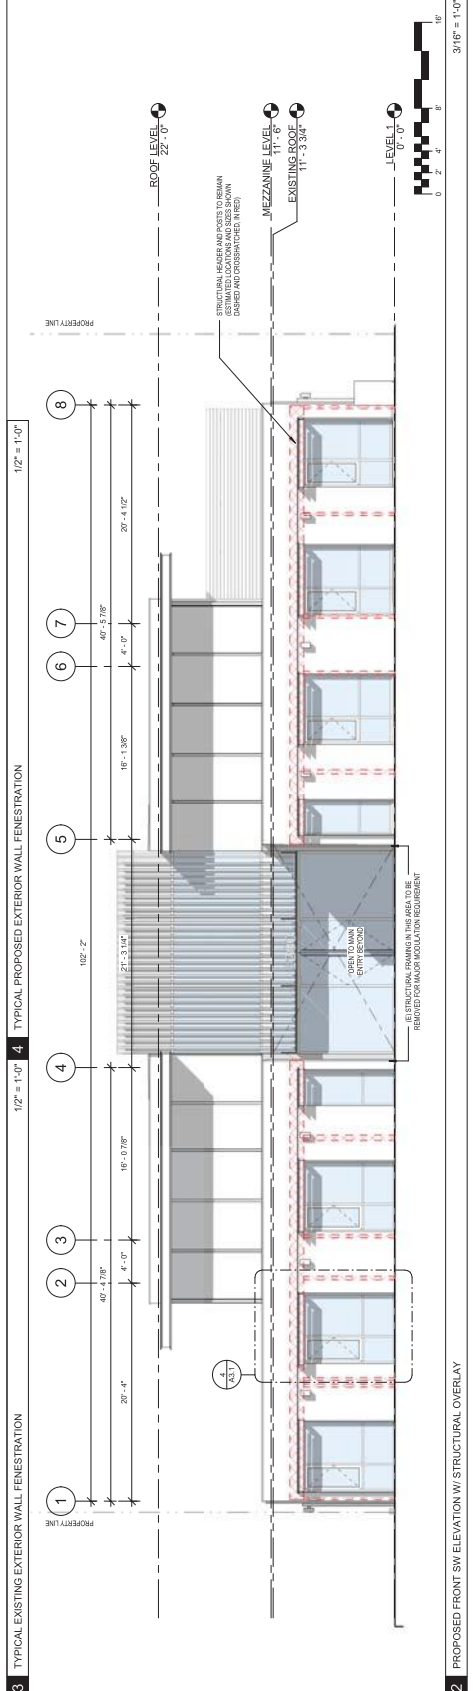 3 TYPICAL EXISTING EXTERIOR WALL FENESTRATION 1/2" = 1'-0"
4 TYPICAL PROPOSED EXTERIOR WALL FENESTRATION 1/2" = 1'-0"
1
2
3
4
5
6
7
8
102' - 2"
40' - 4 7/8"
40' - 5 7/8"
20' - 4"
4' - 0"
16' - 0 7/8"
21' - 3 1/4"
16' - 1 3/8"
4' - 0"
20' - 4 1/2"
PROPERTY LINE
PROPERTY LINE
ROOF LEVEL
22' - 0"
STRUCTURAL HEADER AND POSTS TO REMAIN
(ESTIMATED LOCATIONS AND SIZES SHOWN
DASHED AND CROSSHATCHED, IN RED)
MEZZANINE LEVEL
11' - 6"
EXISTING ROOF
11' - 3 3/4"
4
A3.1
OPEN TO MAIN
ENTRY BEYOND
LEVEL 1
0' - 0"
(E) STRUCTURAL FRAMING IN THIS AREA TO BE
REMOVED FOR MAJOR MODULATION REQUIREMENT
0 2' 4' 8' 16'
2 PROPOSED FRONT SW ELEVATION W/ STRUCTURAL OVERLAY 3/16" = 1'-0"